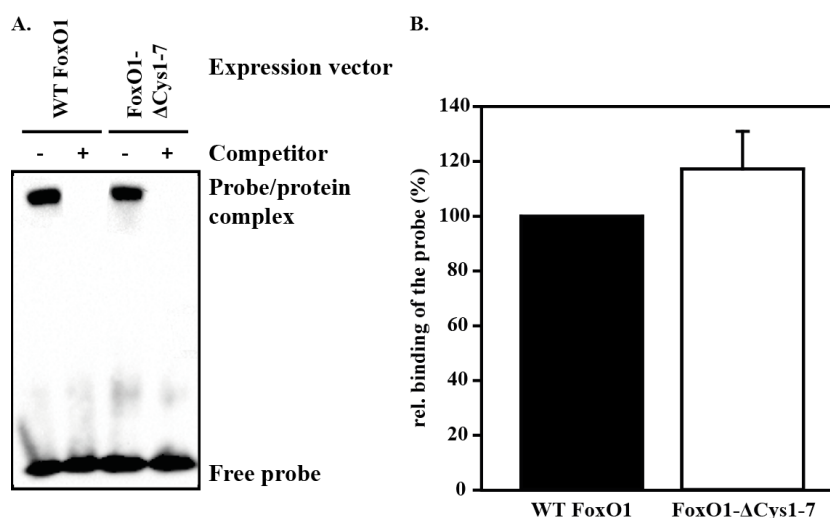 A.
WT FoxO1
FoxO1-
ΔCys1-7
Expression vector
- + - +
Competitor
Probe/protein
complex
Free probe
B.
rel. binding of the probe (%)
140
120
100
80
60
40
20
0
WT FoxO1
FoxO1-ΔCys1-7